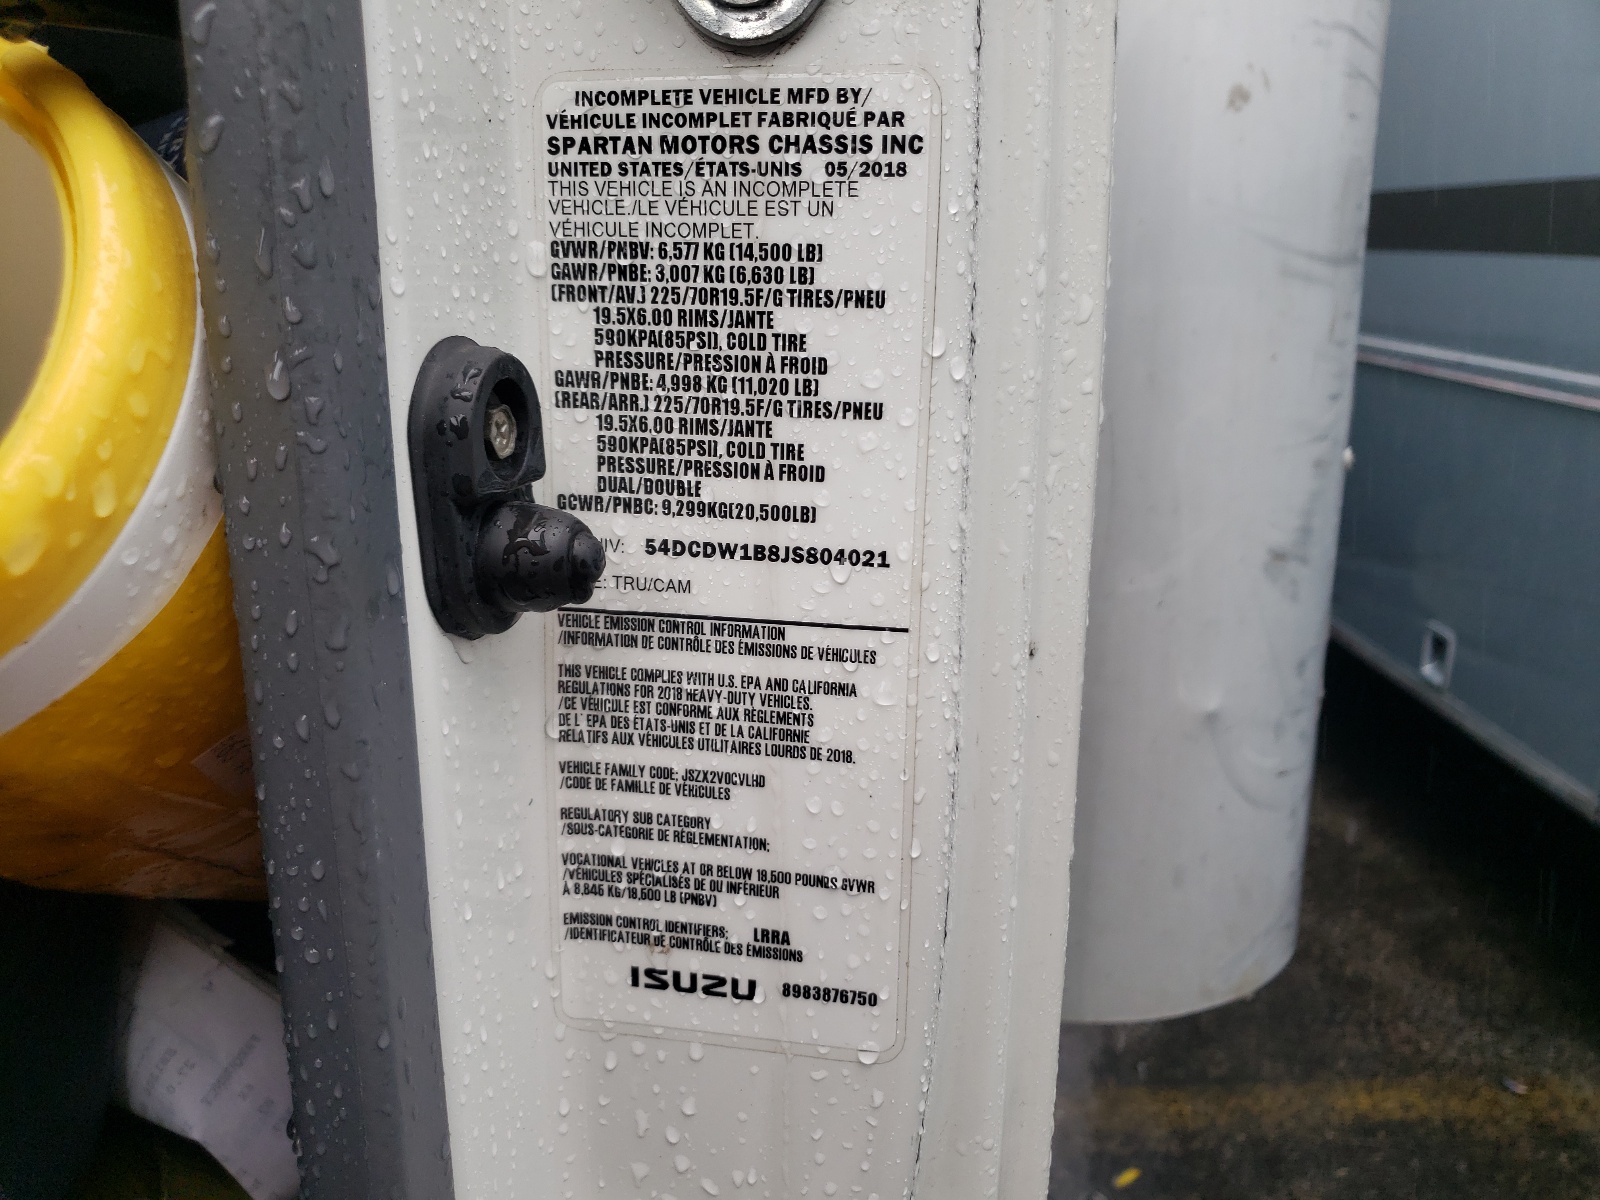 INCOMPLETE VEHICLE MFD BY/
VÉHICULE INCOMPLET FABRIQUÉ PAR
SPARTAN MOTORS CHASSIS INC
UNITED STATES/ÉTATS-UNIS 05/2018
THIS VEHICLE IS AN INCOMPLETE
VEHICLE./LE VÉHICULE EST UN
VÉHICULE INCOMPLET.
GVWR/PNBV: 6,577 KG (14,500 LB)
GAWR/PNBE: 3,007 KG (6,630 LB)
(FRONT/AV.) 225/70R19.5F/G TIRES/PNEU
19.5X6.00 RIMS/JANTE
590KPA(85PSI), COLD TIRE
PRESSURE/PRESSION À FROID
GAWR/PNBE: 4,998 KG (11,020 LB)
(REAR/ARR.) 225/70R19.5F/G TIRES/PNEU
19.5X6.00 RIMS/JANTE
590KPA(85PSI), COLD TIRE
PRESSURE/PRESSION À FROID
DUAL/DOUBLE
GCWR/PNBC: 9,299KG(20,500LB)
IV: 54DCDW1B8JS804021
E: TRU/CAM
VEHICLE EMISSION CONTROL INFORMATION
/INFORMATION DE CONTRÔLE DES ÉMISSIONS DE VÉHICULES
THIS VEHICLE COMPLIES WITH U.S. EPA AND CALIFORNIA
REGULATIONS FOR 2018 HEAVY-DUTY VEHICLES.
/CE VÉHICULE EST CONFORME AUX RÈGLEMENTS
DE L' EPA DES ÉTATS-UNIS ET DE LA CALIFORNIE
RELATIFS AUX VÉHICULES UTILITAIRES LOURDS DE 2018.
VEHICLE FAMILY CODE: JSZX2VOCVLHD
/CODE DE FAMILLE DE VÉHICULES
REGULATORY SUB CATEGORY
/SOUS-CATEGORIE DE RÉGLEMENTATION:
VOCATIONAL VEHICLES AT OR BELOW 19,500 POUNDS GVWR
/VÉHICULES SPÉCIALISÉS DE OU INFÉRIEUR
À 8,845 KG/19,500 LB (PNBV)
EMISSION CONTROL IDENTIFIERS: LRRA
/IDENTIFICATEUR DE CONTRÔLE DES ÉMISSIONS
ISUZU 8983876750